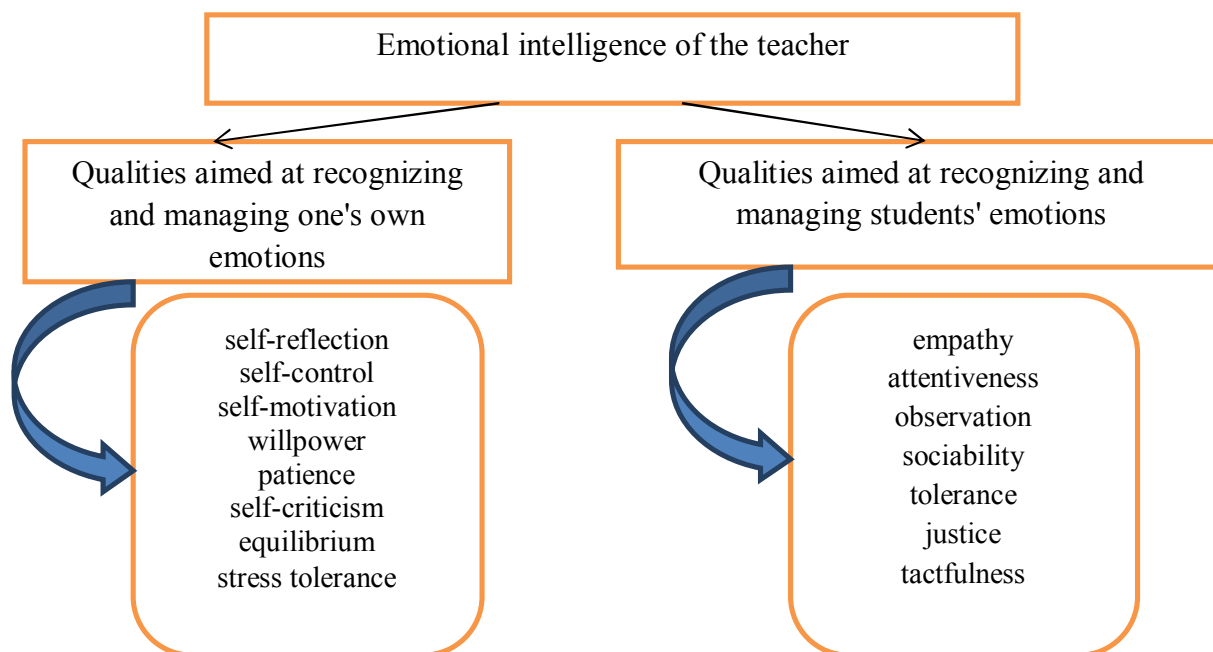 Emotional intelligence of the teacher
Qualities aimed at recognizing
and managing one's own
emotions
Qualities aimed at recognizing and
managing students' emotions
self-reflection
self-control
self-motivation
willpower
patience
self-criticism
equilibrium
stress tolerance
empathy
attentiveness
observation
sociability
tolerance
justice
tactfulness